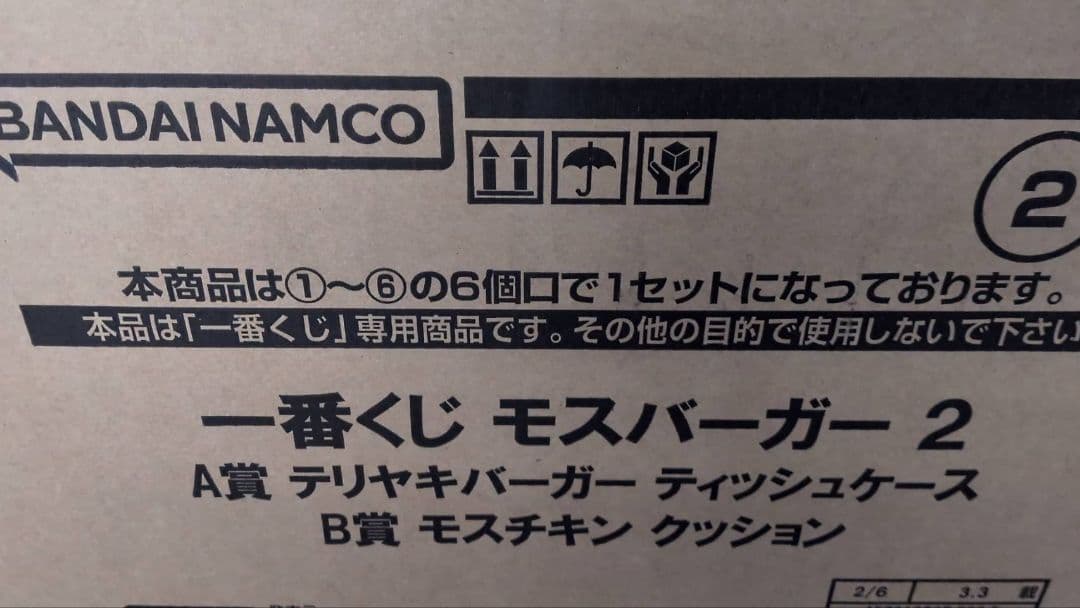 BANDAI NAMCO
2
本商品は①～⑥の6個口で1セットになっております。
本品は「一番くじ」専用商品です。その他の目的で使用しないで下さい
一番くじ モスバーガー 2
A賞 テリヤキバーガー ティッシュケース
B賞 モスチキン クッション
2/6 3.3 載